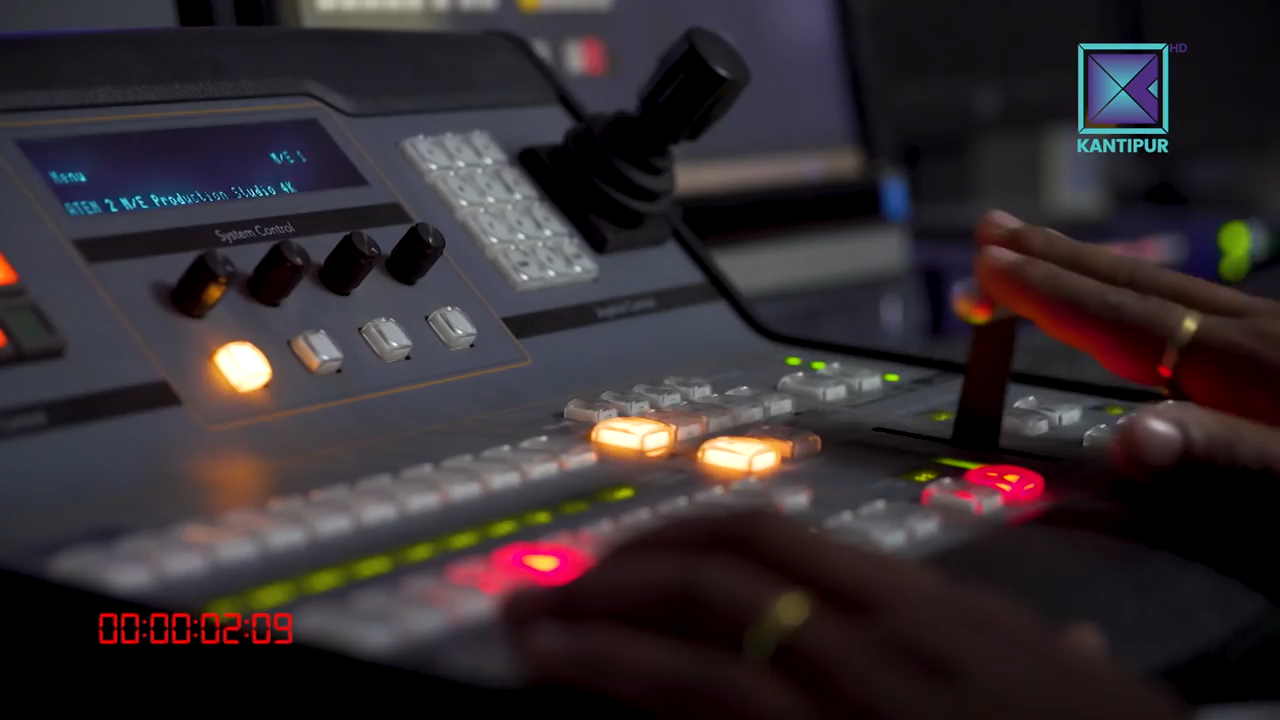 HD
KANTIPUR
M/E 1
Menu
ATEM 2 M/E Production Studio 4K
System Control
00:00:02:09